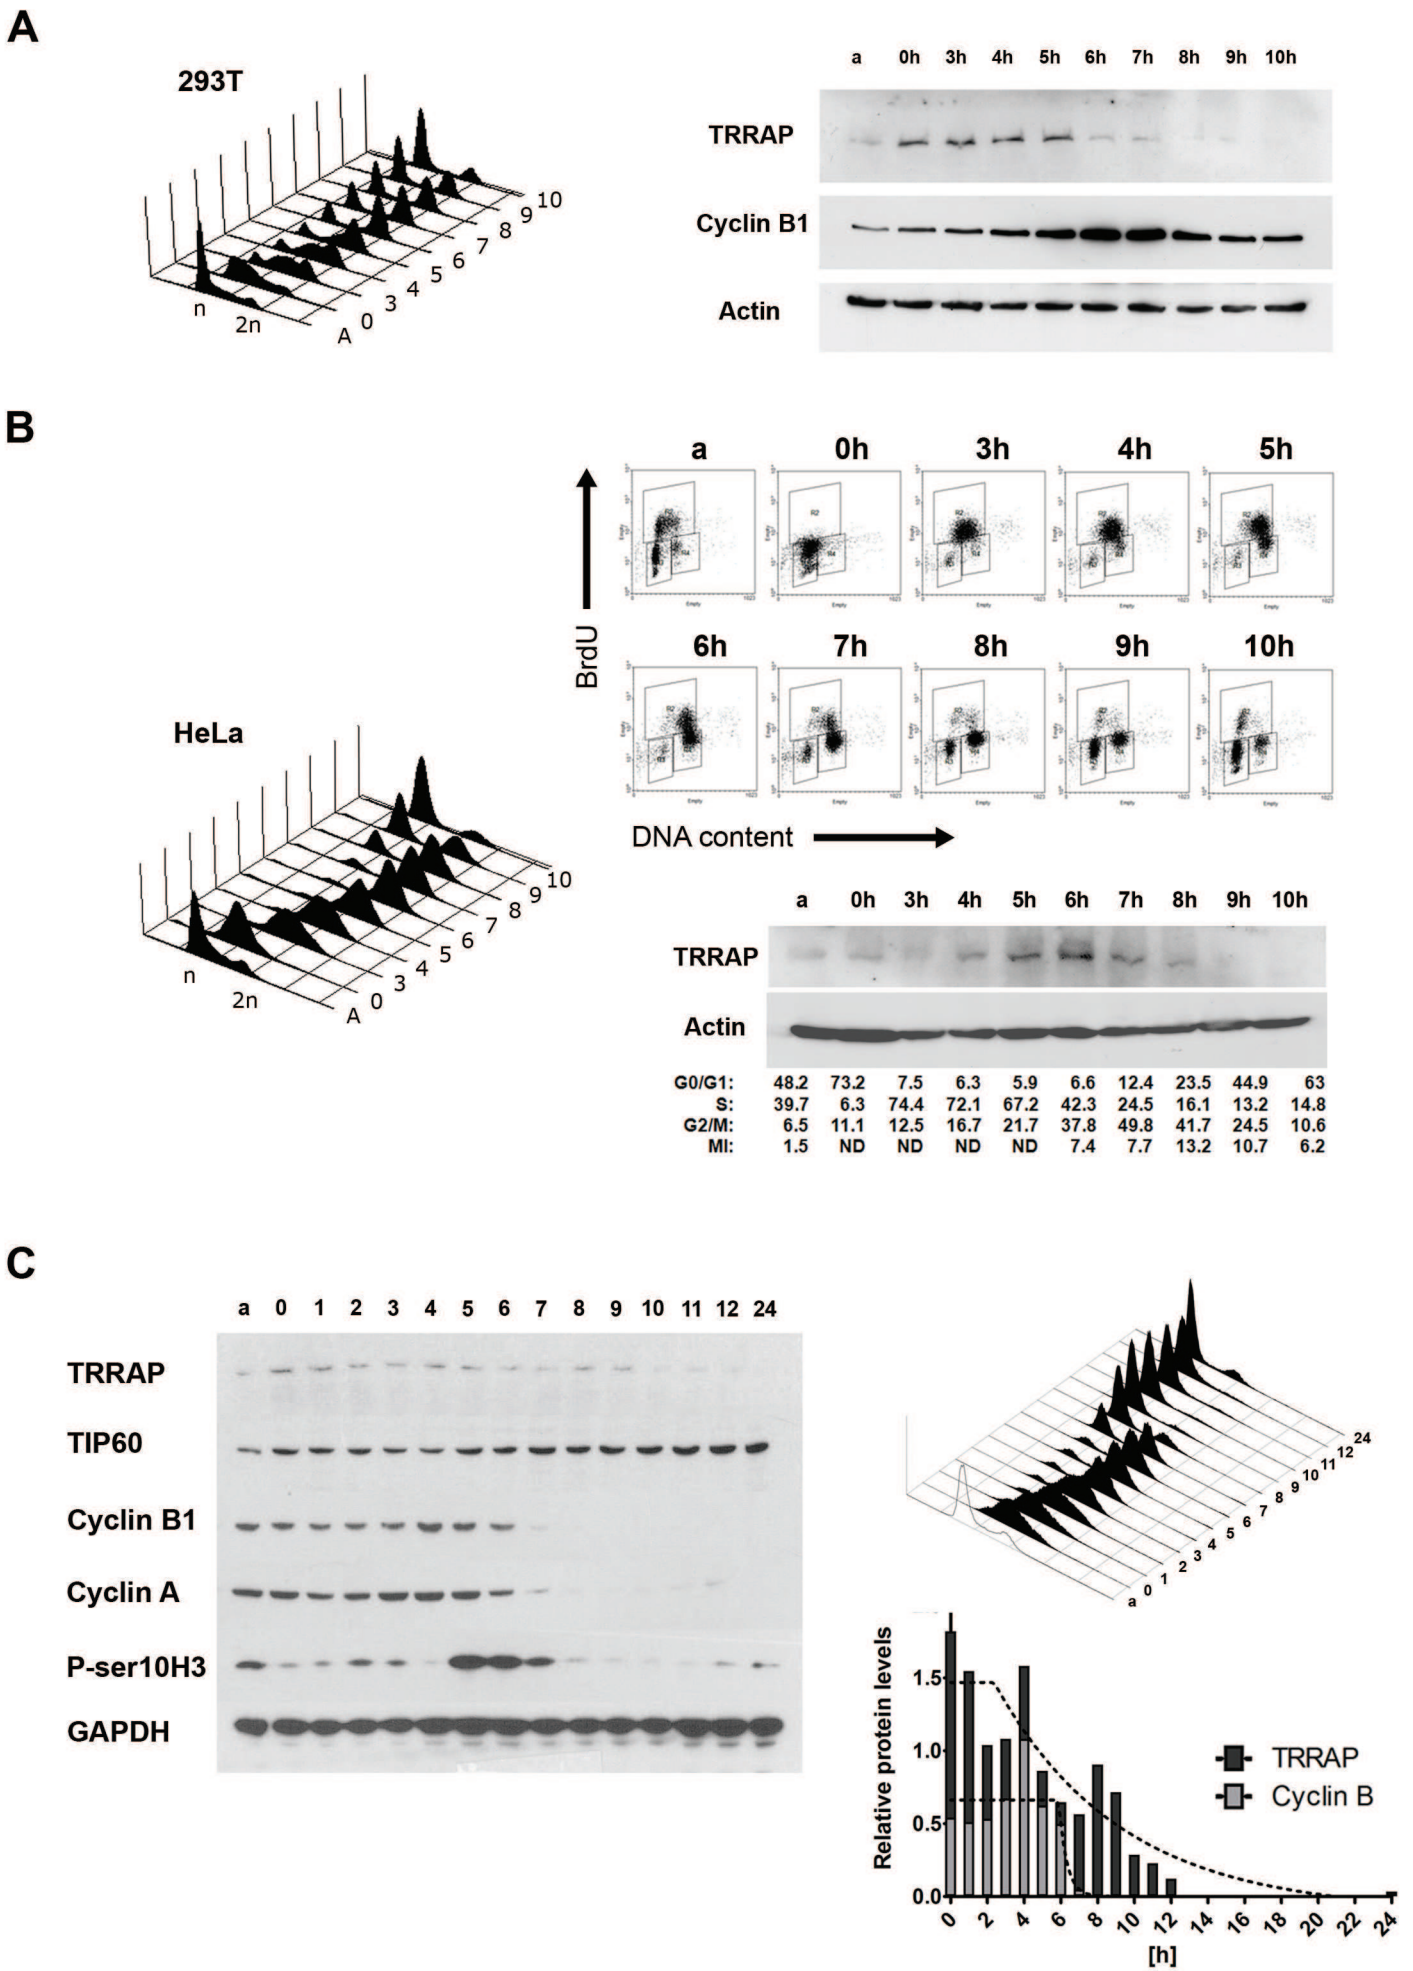 A
293T
n
2n
A
0
3
4
5
6
7
8
9
10
a 0h 3h 4h 5h 6h 7h 8h 9h 10h
TRRAP
Cyclin B1
Actin
B
a 0h 3h 4h 5h
6h 7h 8h 9h 10h
BrdU
DNA content
HeLa
n
2n
A
0
3
4
5
6
7
8
9
10
a 0h 3h 4h 5h 6h 7h 8h 9h 10h
TRRAP
Actin
G0/G1: 48.2 73.2 7.5 6.3 5.9 6.6 12.4 23.5 44.9 63
S: 39.7 6.3 74.4 72.1 67.2 42.3 24.5 16.1 13.2 14.8
G2/M: 6.5 11.1 12.5 16.7 21.7 37.8 49.8 41.7 24.5 10.6
MI: 1.5 ND ND ND ND 7.4 7.7 13.2 10.7 6.2
C
a 0 1 2 3 4 5 6 7 8 9 10 11 12 24
TRRAP
TIP60
Cyclin B1
Cyclin A
P-ser10H3
GAPDH
a 0 1 2 3 4 5 6 7 8 9 10 11 12 24
Relative protein levels
1.5
1.0
0.5
0.0
0 2 4 6 8 10 12 14 16 18 20 22 24
[h]
TRRAP
Cyclin B